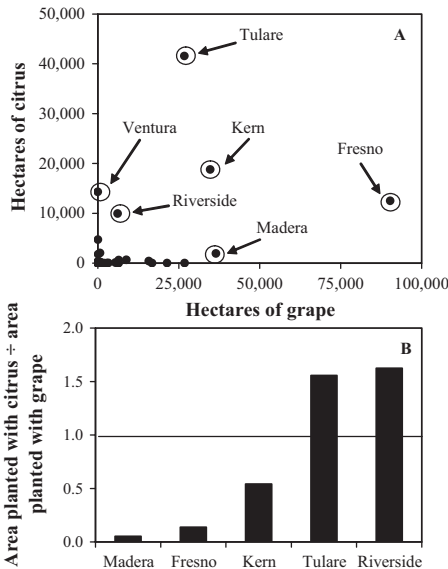 A
50,000
40,000
30,000
20,000
10,000
0
Hectares of citrus
Tulare
Ventura
Kern
Fresno
Riverside
Madera
0 25,000 50,000 75,000 100,000
Hectares of grape
B
2.0
1.5
1.0
0.5
0.0
Area planted with citrus ÷ area
planted with grape
Madera Fresno Kern Tulare Riverside